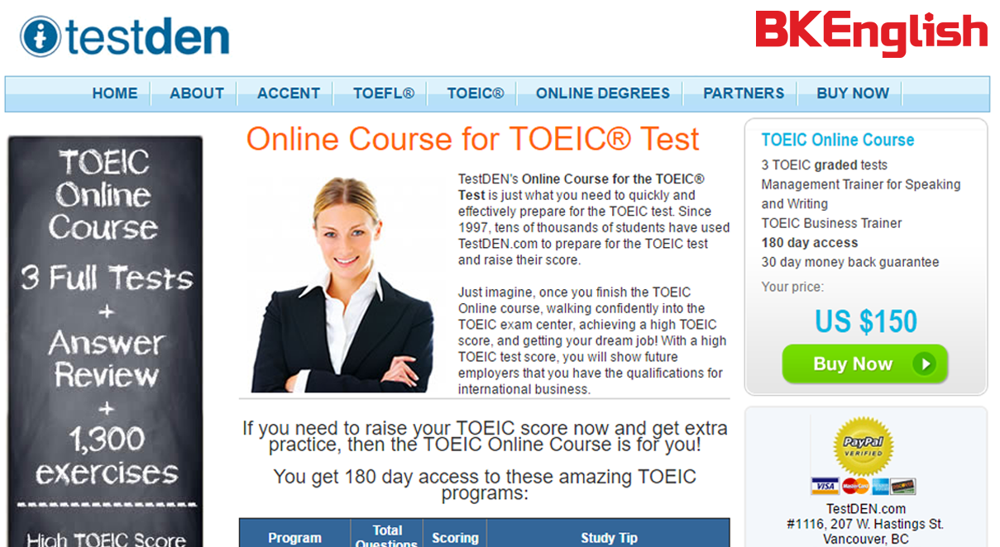 testden
BKEnglish
HOME ABOUT ACCENT TOEFL® TOEIC® ONLINE DEGREES PARTNERS BUY NOW
TOEIC
Online
Course
3 Full Tests
+
Answer
Review
+
1,300
exercises
High TOEIC Score
Online Course for TOEIC® Test
TestDEN's Online Course for the TOEIC®
Test is just what you need to quickly and
effectively prepare for the TOEIC test. Since
1997, tens of thousands of students have used
TestDEN.com to prepare for the TOEIC test
and raise their score.
Just imagine, once you finish the TOEIC
Online course, walking confidently into the
TOEIC exam center, achieving a high TOEIC
score, and getting your dream job! With a high
TOEIC test score, you will show future
employers that you have the qualifications for
international business.
If you need to raise your TOEIC score now and get extra
practice, then the TOEIC Online Course is for you!
You get 180 day access to these amazing TOEIC
programs:
Program Total Questions Scoring Study Tip
TOEIC Online Course
3 TOEIC graded tests
Management Trainer for Speaking
and Writing
TOEIC Business Trainer
180 day access
30 day money back guarantee
Your price:
US $150
Buy Now
PayPal
VERIFIED
VISA MasterCard DISCOVER
TestDEN.com
#1116, 207 W. Hastings St.
Vancouver, BC